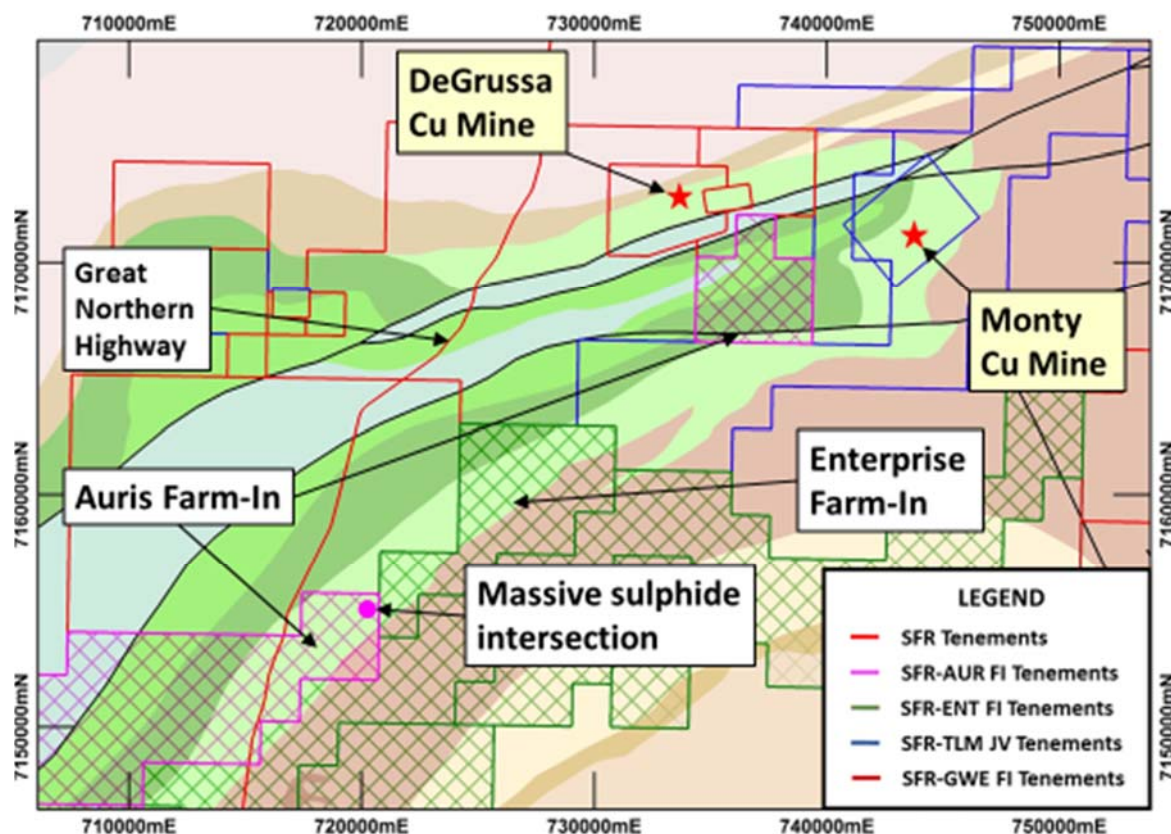 710000mE
720000mE
730000mE
740000mE
750000mE
DeGrussa
Cu Mine
7170000mN
7170000mN
Great
Northern
Highway
Monty
Cu Mine
Auris Farm-In
Enterprise
Farm-In
7160000mN
7160000mN
Massive sulphide
intersection
LEGEND
SFR Tenements
SFR-AUR FI Tenements
SFR-ENT FI Tenements
SFR-TLM JV Tenements
SFR-GWE FI Tenements
7150000mN
7150000mN
710000mE
720000mE
730000mE
740000mE
750000mE